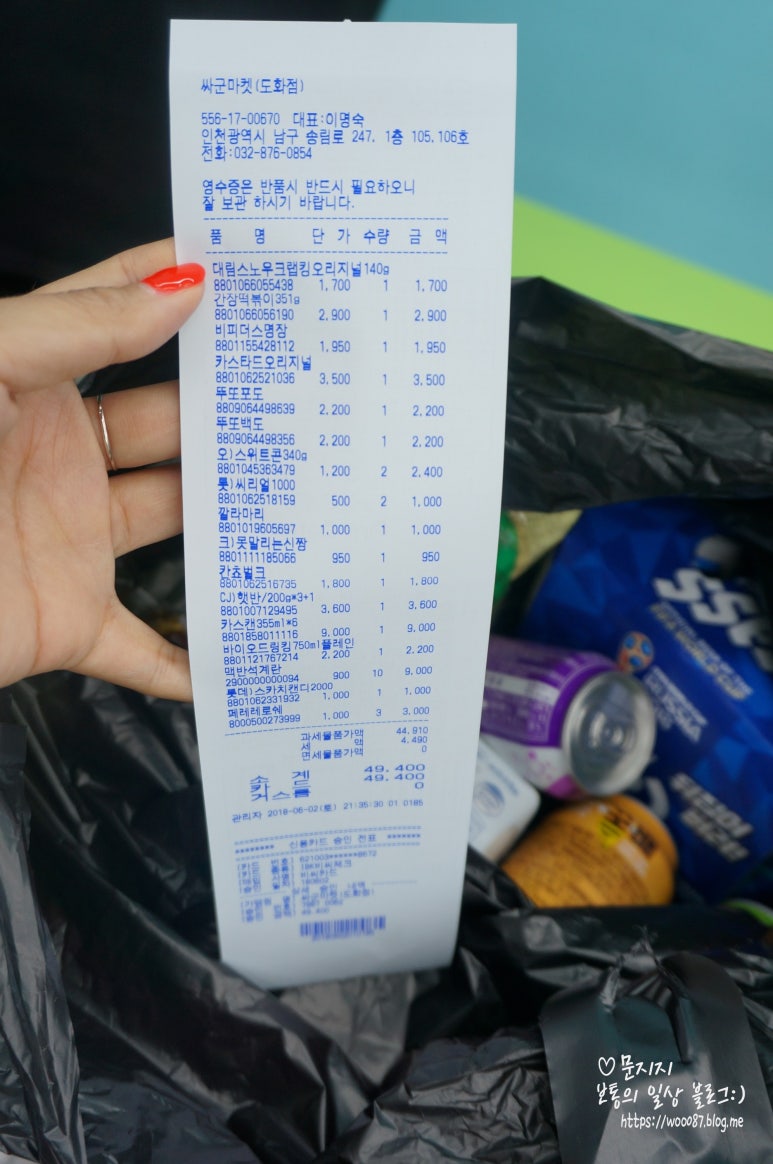 싸군마켓(도화점)
556-17-00670 대표:이명숙
인천광역시 남구 송림로 247. 1층 105.106호
전화:032-876-0854
영수증은 반품시 반드시 필요하오니
잘 보관 하시기 바랍니다.
품 명 단 가 수량 금 액
대림스노우크랩킹오리지널140g
8801066055438 1,700 1 1,700
간장떡볶이351g
8801066056190 2,900 1 2,900
비피더스명장
8801155428112 1,950 1 1,950
카스타드오리지널
8801062521036 3,500 1 3,500
뚜또포도
8809064498639 2,200 1 2,200
뚜또백도
8809064498356 2,200 1 2,200
오)스위트콘340g
8801045363479 1,200 2 2,400
롯)씨리얼1000
8801062518159 500 2 1,000
깔라마리
8801019605697 1,000 1 1,000
크)못말리는신짱
8801111185066 950 1 950
칸쵸벌크
8801062516735 1,800 1 1,800
CJ)햇반/200g*3+1
8801007129495 3,600 1 3,600
카스캔355ml*6
8801858011116 9,000 1 9,000
바이오드링킹750ml플레인
8801121767214 2,200 1 2,200
맥반석계란
2900000000094 900 10 9,000
롯데)스카치캔디2000
8801062331932 1,000 1 1,000
페레레로쉐
8000500273999 1,000 3 3,000
과세물품가액 44,910
세 액 4,490
면세물품가액 0
소 계 49,400
카 드 49,400
거스름 0
관리자 2018-06-02(토) 21:35:30 01 0185
******** 신용카드 승인 전표 *******
621003******8672
IBK비씨체크
비씨카드
180602
49,400
♡문지지
보통의 일상 블로그:)
https://woo087.blog.me